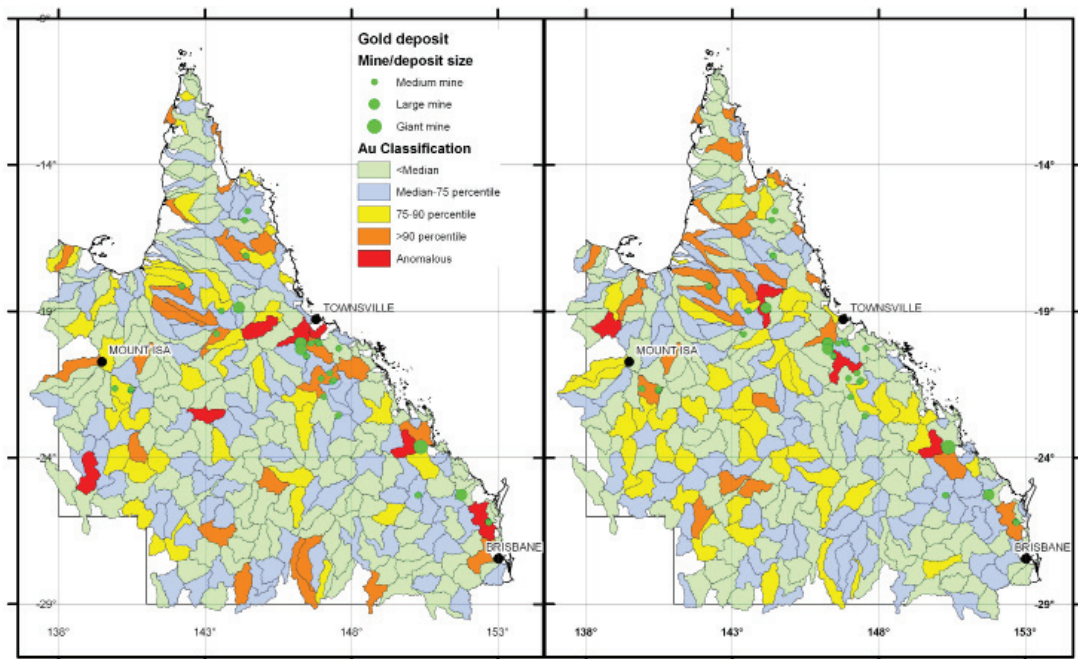 -9°
Gold deposit
Mine/deposit size
Medium mine
Large mine
Giant mine
Au Classification
<Median
Median-75 percentile
75-90 percentile
>90 percentile
Anomalous
-14°
-19°
-24°
-29°
TOWNSVILLE
MOUNT ISA
BRISBANE
138°
143°
148°
153°
TOWNSVILLE
MOUNT ISA
BRISBANE
-14°
-19°
-24°
-29°
138°
143°
148°
153°